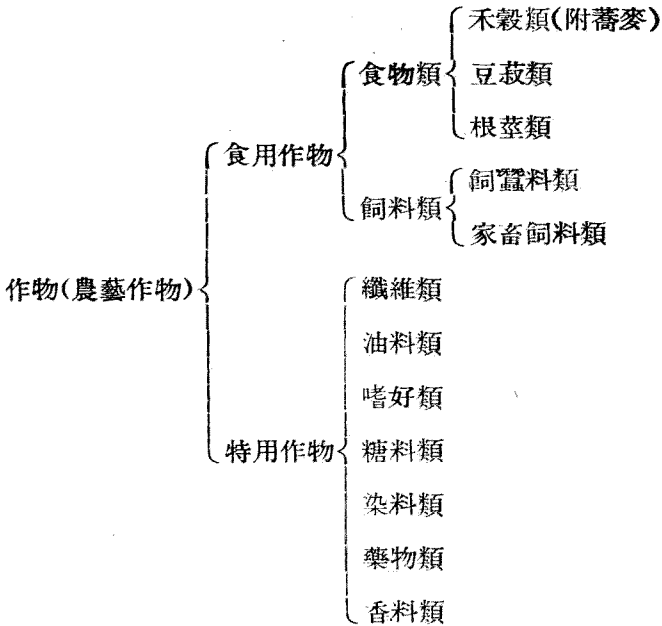 作物(農藝作物)
食用作物
食物類
禾穀類(附蕎麥)
豆菽類
根莖類
飼料類
飼蠶料類
家畜飼料類
特用作物
纖維類
油料類
嗜好類
糖料類
染料類
藥物類
香料類